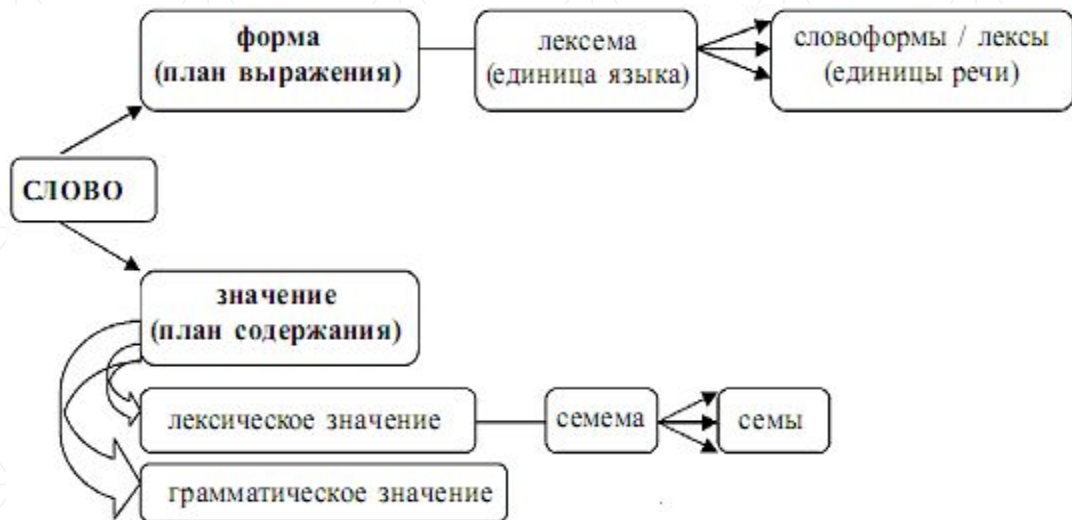 форма
(план выражения)
лексема
(единица языка)
словоформы / лексы
(единицы речи)
СЛОВО
значение
(план содержания)
лексическое значение
семема
семы
грамматическое значение